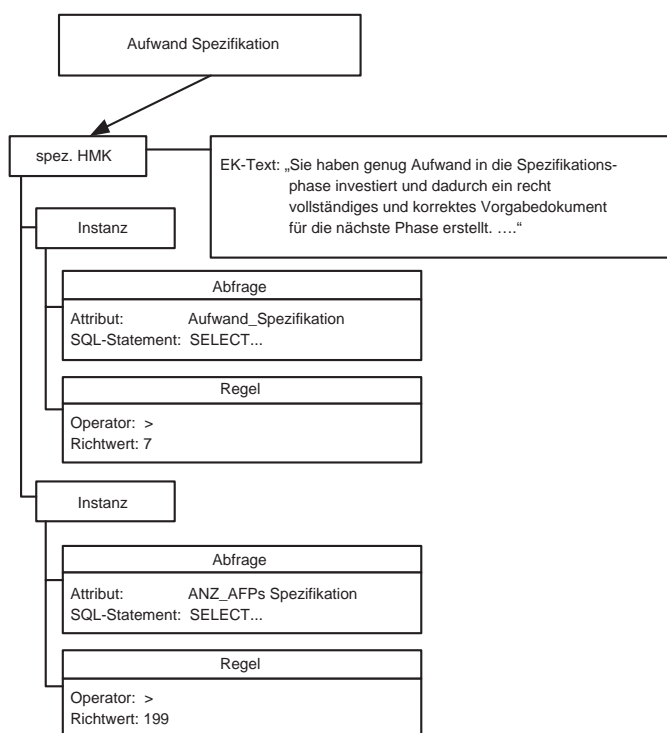 Aufwand Spezifikation
spez. HMK
EK-Text: „Sie haben genug Aufwand in die Spezifikations-
phase investiert und dadurch ein recht
vollständiges und korrektes Vorgabedokument
für die nächste Phase erstellt. ….“
Instanz
Abfrage
Attribut: Aufwand_Spezifikation
SQL-Statement: SELECT...
Regel
Operator: >
Richtwert: 7
Instanz
Abfrage
Attribut: ANZ_AFPs Spezifikation
SQL-Statement: SELECT...
Regel
Operator: >
Richtwert: 199